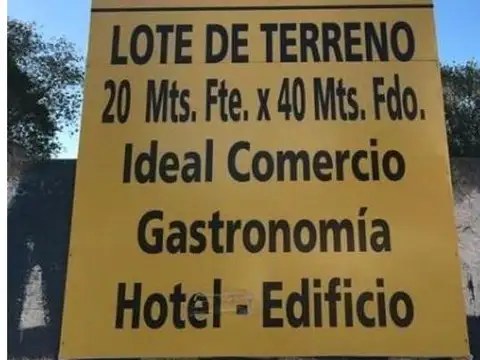 LOTE DE TERRENO
20 Mts. Fte. x 40 Mts. Fdo.
Ideal Comercio
Gastronomía
Hotel - Edificio